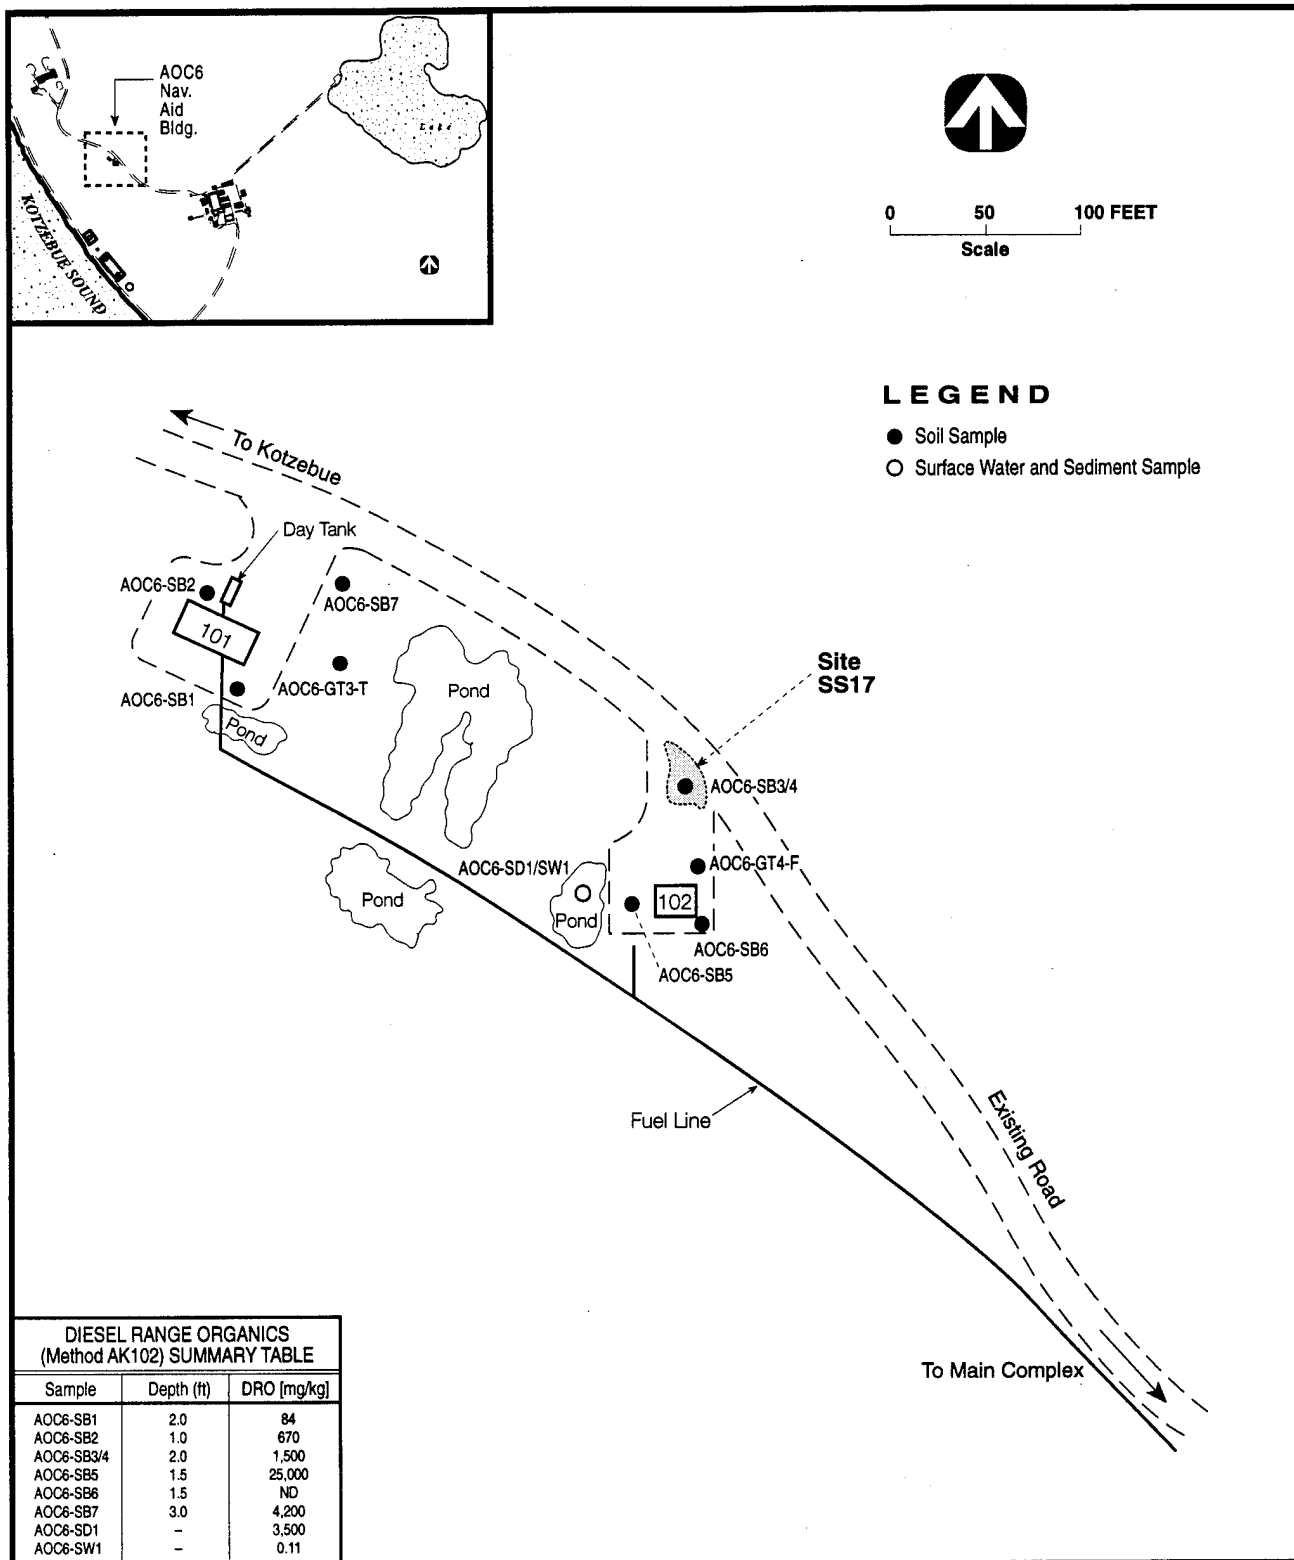 AOC6
Nav.
Aid
Bldg.
Lake
KOTZEBUE SOUND
0 50 100 FEET
Scale
LEGEND
Soil Sample
Surface Water and Sediment Sample
To Kotzebue
Day Tank
AOC6-SB2
AOC6-SB7
101
AOC6-GT3-T
AOC6-SB1
Pond
Pond
Site
SS17
AOC6-SB3/4
AOC6-SD1/SW1
AOC6-GT4-F
Pond
102
Pond
AOC6-SB6
AOC6-SB5
Fuel Line
Existing Road
To Main Complex
DIESEL RANGE ORGANICS
(Method AK102) SUMMARY TABLE
Sample Depth (ft) DRO [mg/kg]
AOC6-SB1 2.0 84
AOC6-SB2 1.0 670
AOC6-SB3/4 2.0 1,500
AOC6-SB5 1.5 25,000
AOC6-SB6 1.5 ND
AOC6-SB7 3.0 4,200
AOC6-SD1 – 3,500
AOC6-SW1 – 0.11